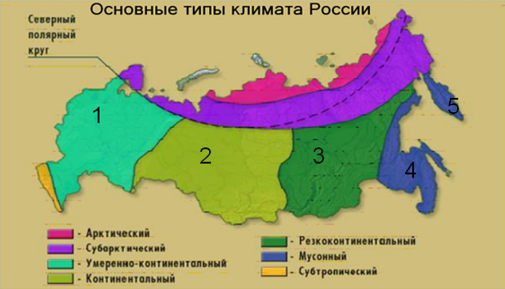 Основные типы климата России
Северный
полярный
круг
1
2
3
4
5
- Арктический
- Субарктический
- Умеренно-континентальный
- Континентальный
- Резкоконтинентальный
- Муссонный
- Субтропический